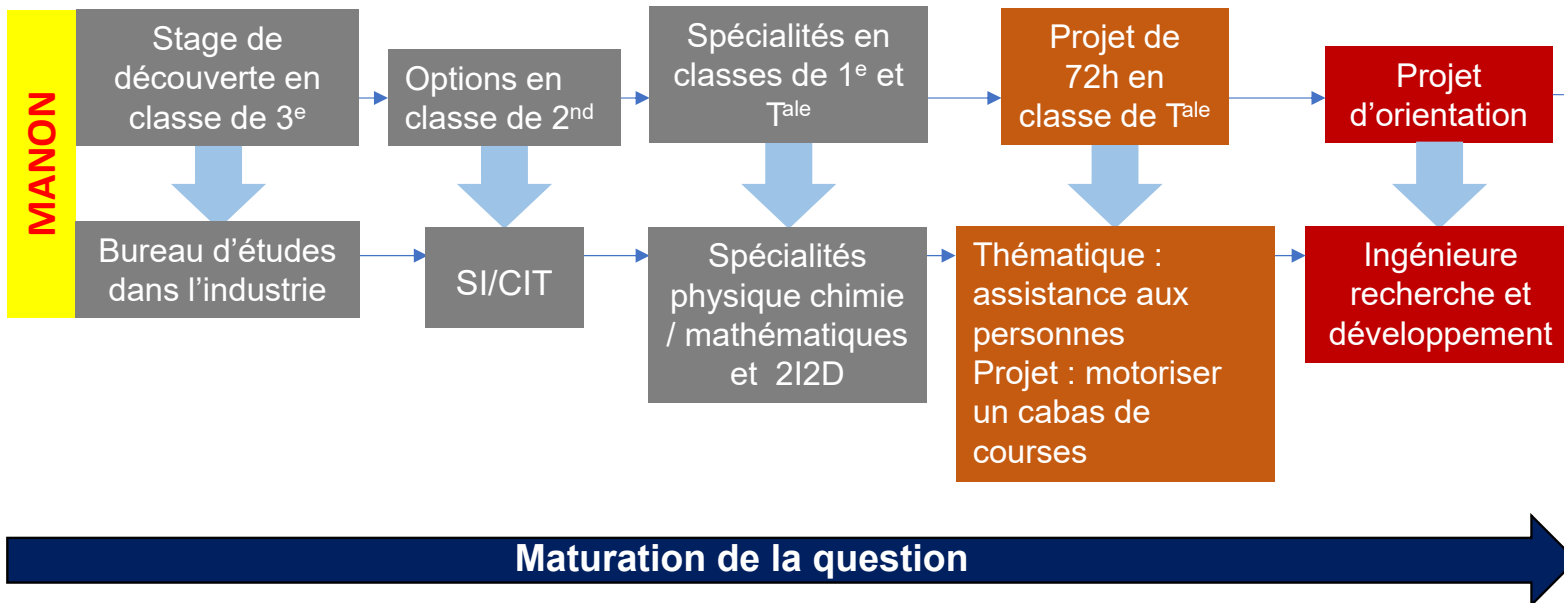 MANON
Stage de
découverte en
classe de 3e
Options en
classe de 2nd
Spécialités en
classes de 1e et
Tale
Projet de
72h en
classe de Tale
Projet
d'orientation
Bureau d'études
dans l'industrie
SI/CIT
Spécialités
physique chimie
/ mathématiques
et 2I2D
Thématique :
assistance aux
personnes
Projet : motoriser
un cabas de
courses
Ingénieure
recherche et
développement
Maturation de la question